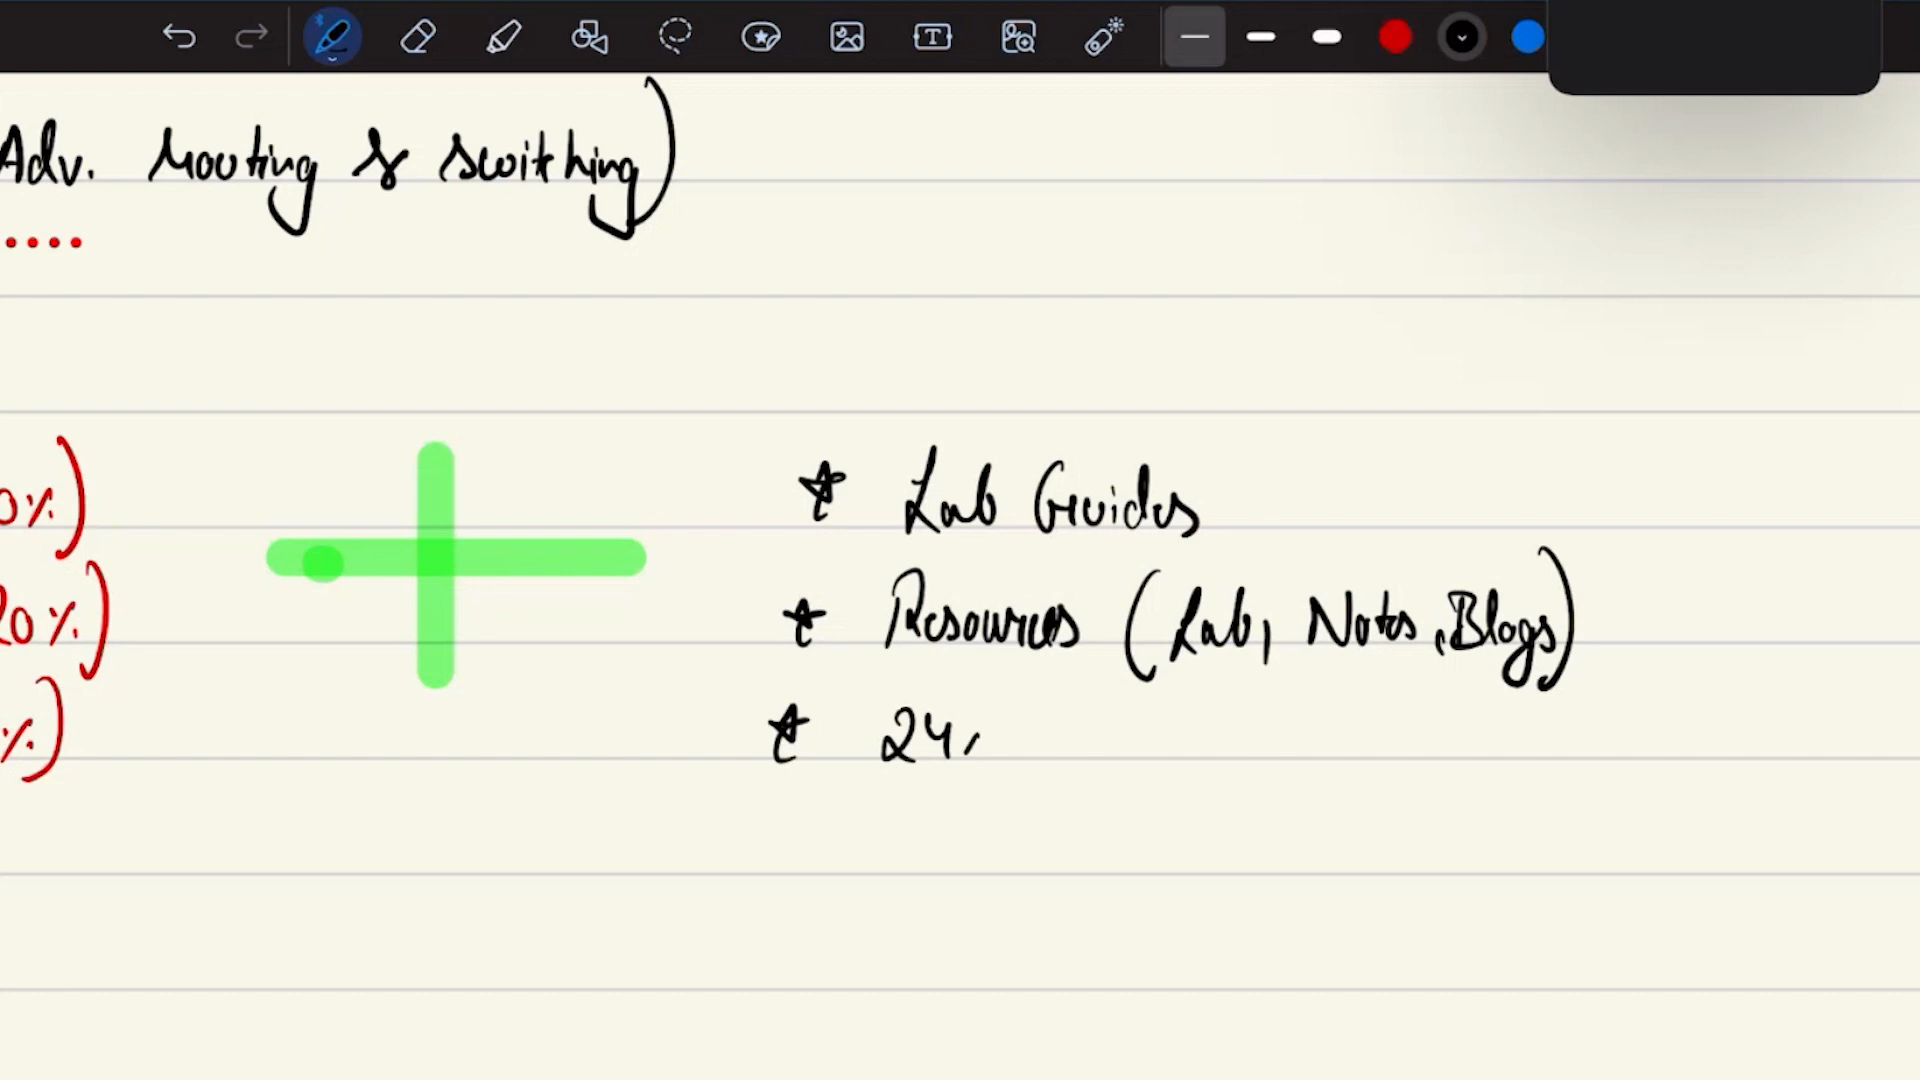 Adv. routing & switching)
....
0%)
* Lab Guides
20%)
* Resources (Lab, Notes, Blogs)
%)
* 24